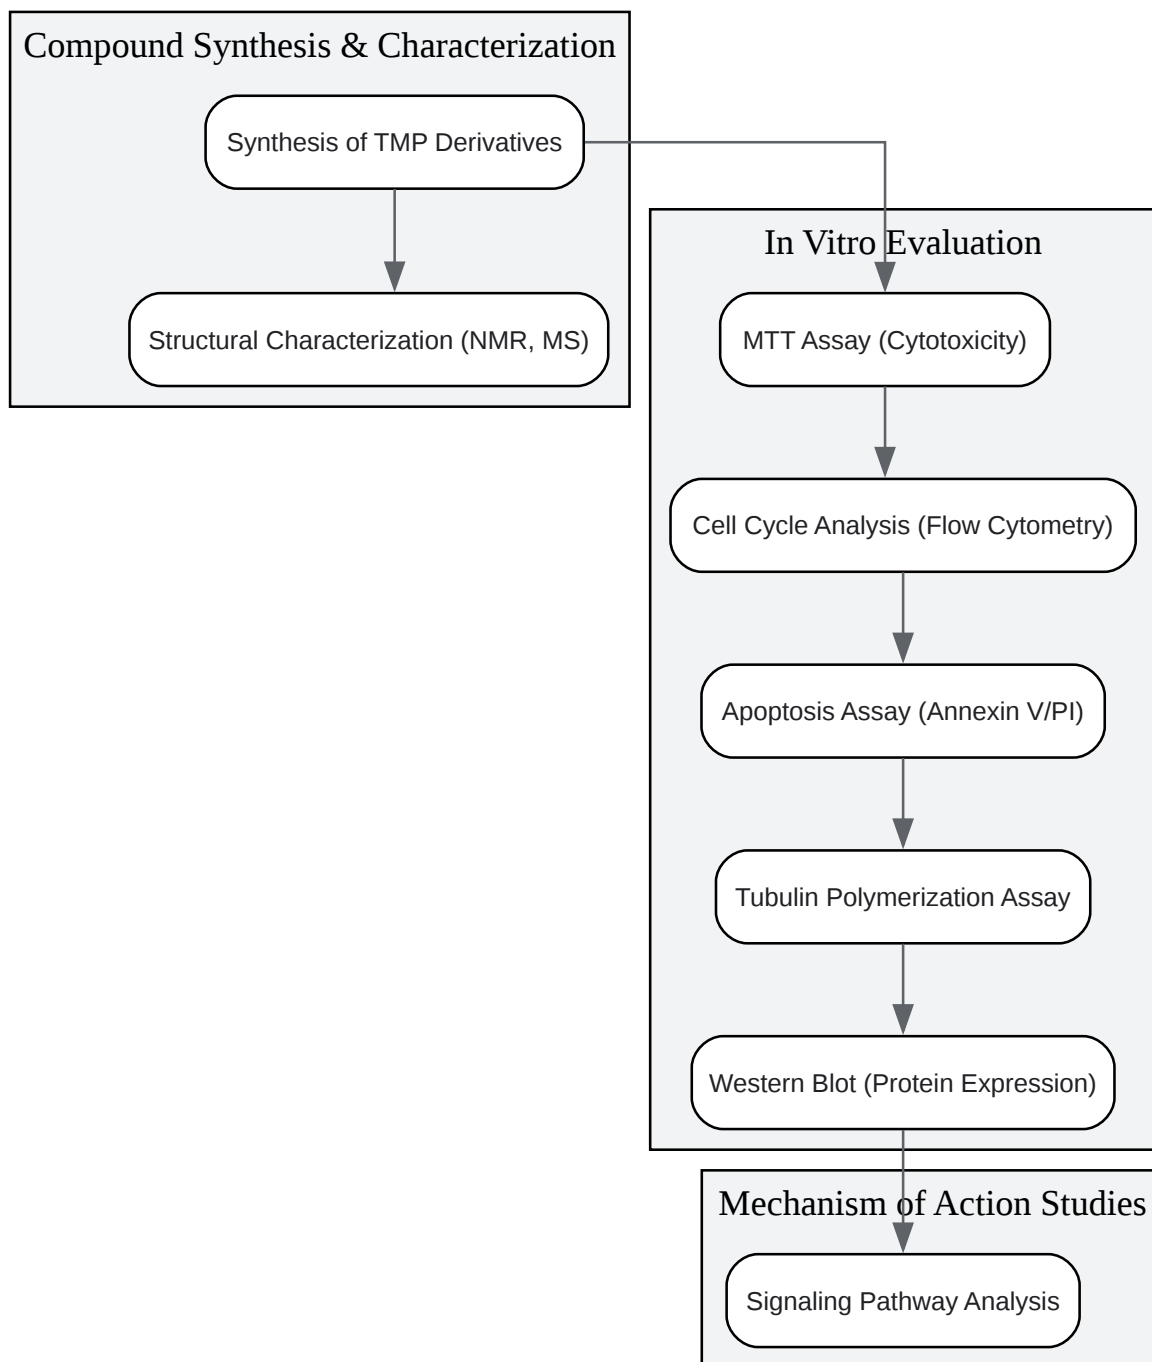 Compound Synthesis & Characterization
Synthesis of TMP Derivatives
Structural Characterization (NMR, MS)
In Vitro Evaluation
MTT Assay (Cytotoxicity)
Cell Cycle Analysis (Flow Cytometry)
Apoptosis Assay (Annexin V/PI)
Tubulin Polymerization Assay
Western Blot (Protein Expression)
Mechanism of Action Studies
Signaling Pathway Analysis